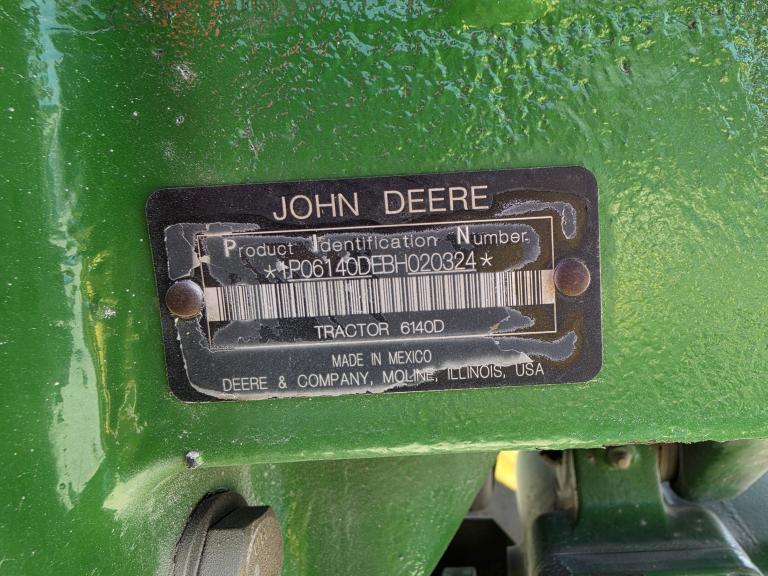 JOHN DEERE
Product Identification Number
*1P06140DEBH020324*
TRACTOR 6140D
MADE IN MEXICO
DEERE & COMPANY, MOLINE, ILLINOIS, USA